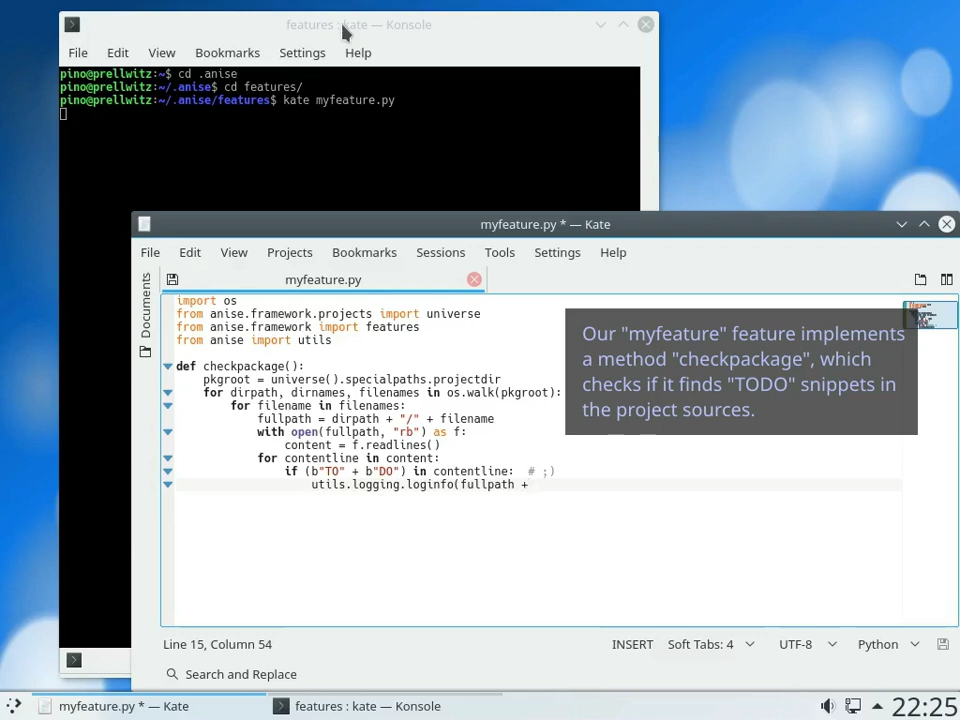 features : kate — Konsole
File Edit View Bookmarks Settings Help
pino@prellwitz:~$ cd .anise
pino@prellwitz:~/.anise$ cd features/
pino@prellwitz:~/.anise/features$ kate myfeature.py
myfeature.py * — Kate
File Edit View Projects Bookmarks Sessions Tools Settings Help
Documents
myfeature.py
import os
from anise.framework.projects import universe
from anise.framework import features
from anise import utils
def checkpackage():
pkgroot = universe().specialpaths.projectdir
for dirpath, dirnames, filenames in os.walk(pkgroot):
for filename in filenames:
fullpath = dirpath + "/" + filename
with open(fullpath, "rb") as f:
content = f.readlines()
for contentline in content:
if (b"TO" + b"DO") in contentline:  # ;)
utils.logging.loginfo(fullpath +
Our "myfeature" feature implements
a method "checkpackage", which
checks if it finds "TODO" snippets in
the project sources.
Line 15, Column 54 INSERT Soft Tabs: 4 UTF-8 Python
Search and Replace
myfeature.py * — Kate features : kate — Konsole 22:25